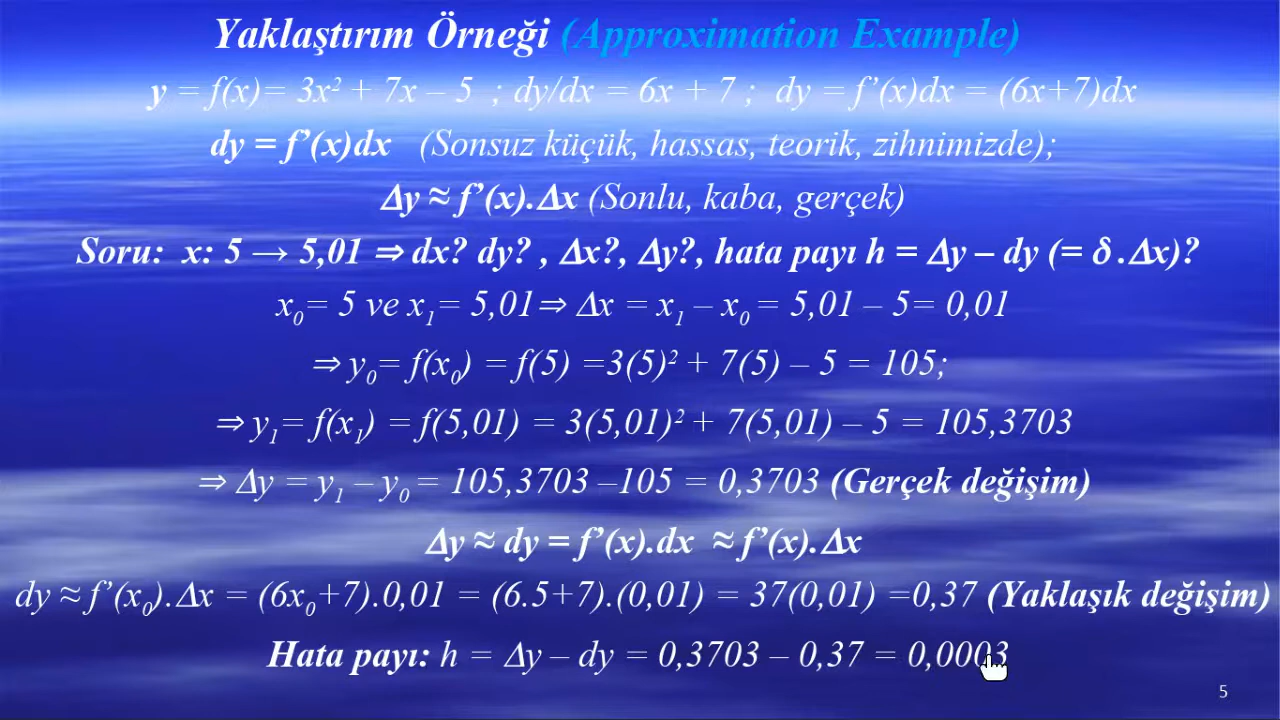 Yaklaştırım Örneği (Approximation Example)
y = f(x)= 3x² + 7x – 5 ; dy/dx = 6x + 7 ; dy = f’(x)dx = (6x+7)dx
dy = f’(x)dx (Sonsuz küçük, hassas, teorik, zihnimizde);
Δy ≈ f’(x).Δx (Sonlu, kaba, gerçek)
Soru: x: 5 → 5,01 ⇒ dx? dy? , Δx?, Δy?, hata payı h = Δy – dy (= δ .Δx)?
x₀= 5 ve x₁= 5,01⇒ Δx = x₁ – x₀ = 5,01 – 5= 0,01
⇒ y₀= f(x₀) = f(5) =3(5)² + 7(5) – 5 = 105;
⇒ y₁= f(x₁) = f(5,01) = 3(5,01)² + 7(5,01) – 5 = 105,3703
⇒ Δy = y₁ – y₀ = 105,3703 –105 = 0,3703 (Gerçek değişim)
Δy ≈ dy = f’(x).dx ≈ f’(x).Δx
dy ≈ f’(x₀).Δx = (6x₀+7).0,01 = (6.5+7).(0,01) = 37(0,01) =0,37 (Yaklaşık değişim)
Hata payı: h = Δy – dy = 0,3703 – 0,37 = 0,0003
5